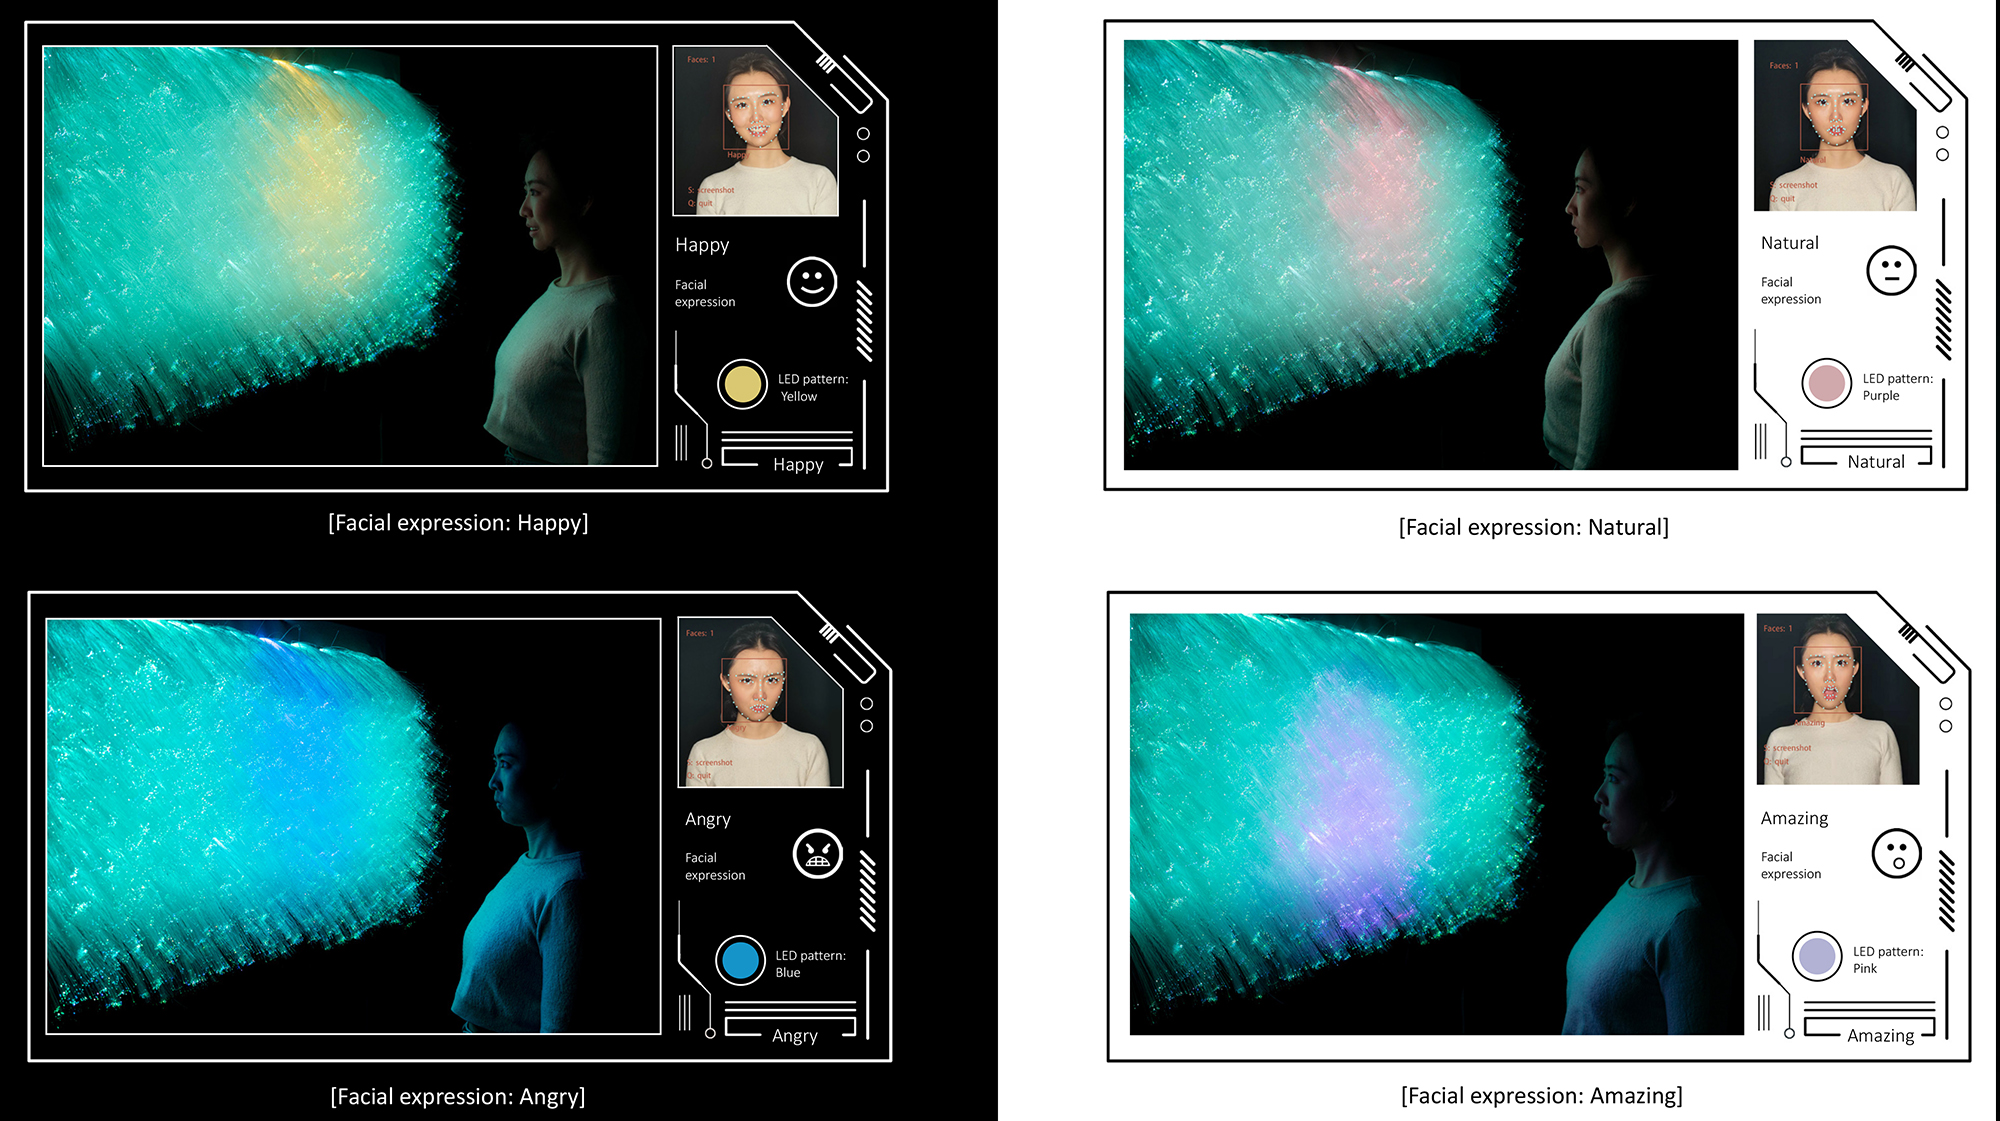 Faces: 1
Happy
S: screenshot
Q: quit
Happy
Facial
expression
LED pattern:
Yellow
Happy
[Facial expression: Happy]
Faces: 1
Natural
S: screenshot
Q: quit
Natural
Facial
expression
LED pattern:
Purple
Natural
[Facial expression: Natural]
Faces: 1
Angry
S: screenshot
Q: quit
Angry
Facial
expression
LED pattern:
Blue
Angry
[Facial expression: Angry]
Faces: 1
Amazing
S: screenshot
Q: quit
Amazing
Facial
expression
LED pattern:
Pink
Amazing
[Facial expression: Amazing]